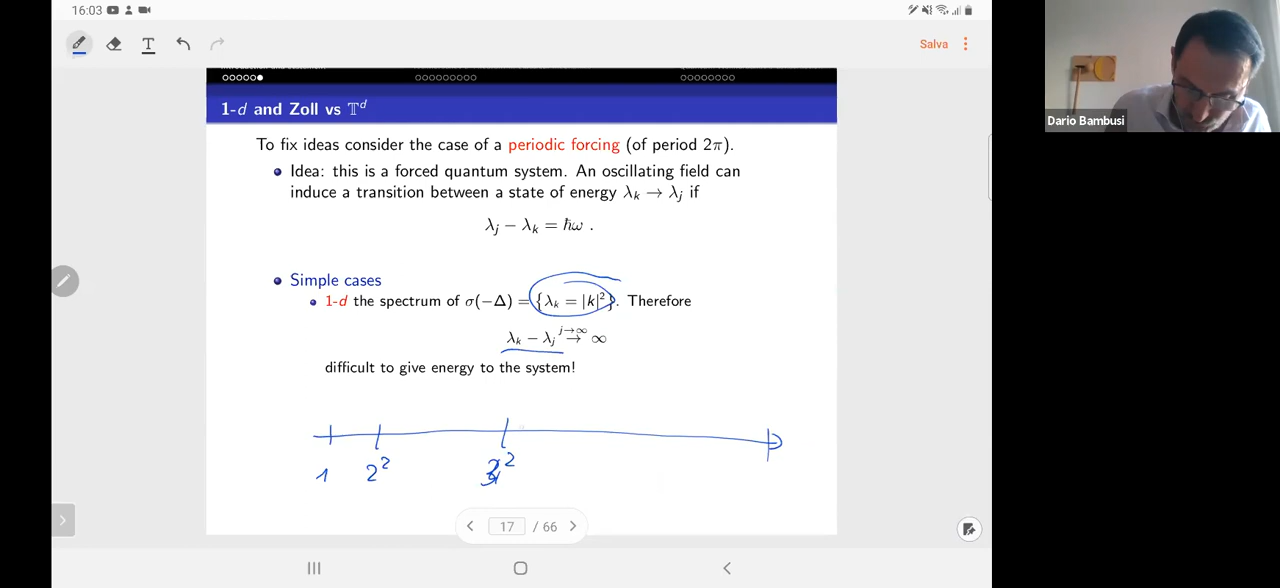 16:03
Salva
1-d and Zoll vs 𝕋^d
To fix ideas consider the case of a periodic forcing (of period 2π).
Idea: this is a forced quantum system. An oscillating field can
induce a transition between a state of energy λ_k → λ_j if
λ_j − λ_k = ℏω .
Simple cases
1-d the spectrum of σ(−Δ) = {λ_k = |k|²}. Therefore
λ_k − λ_j →^{j→∞} ∞
difficult to give energy to the system!
1 2² 3²
17 / 66
Dario Bambusi